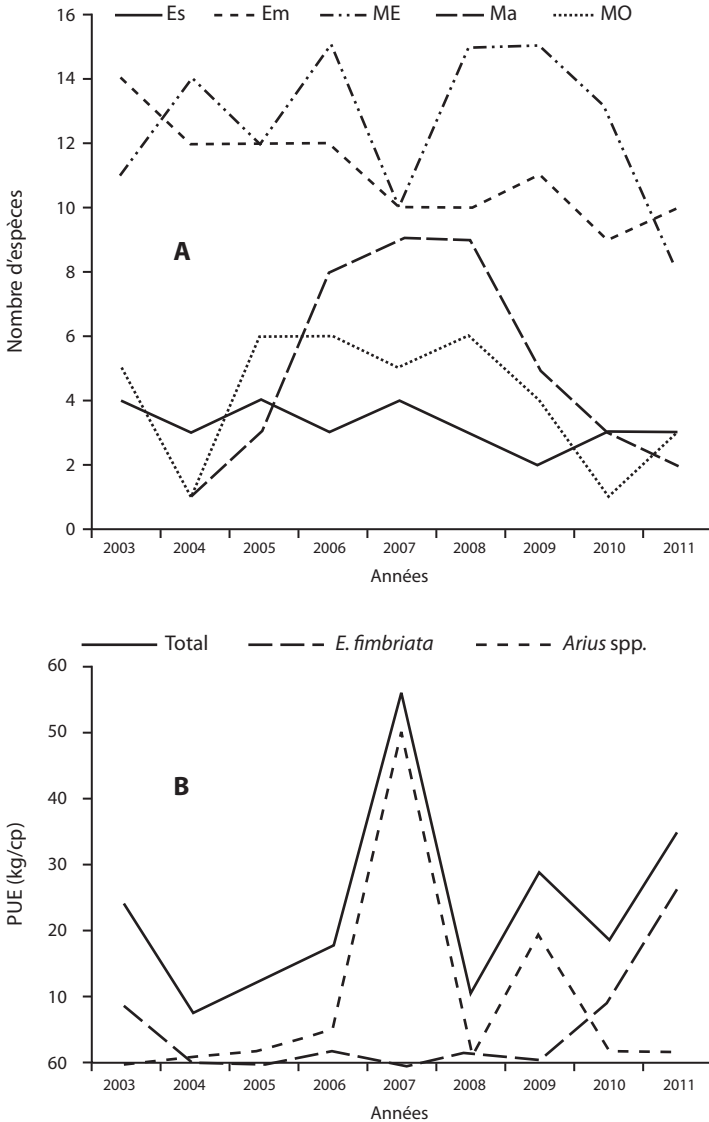 16
Es Em ME Ma MO
14
12
10
A
8
6
4
2
0
Nombre d'espèces
2003 2004 2005 2006 2007 2008 2009 2010 2011
Années
Total E. fimbriata Arius spp.
60
50
40
B
30
20
10
60
PUE (kg/cp)
2003 2004 2005 2006 2007 2008 2009 2010 2011
Années